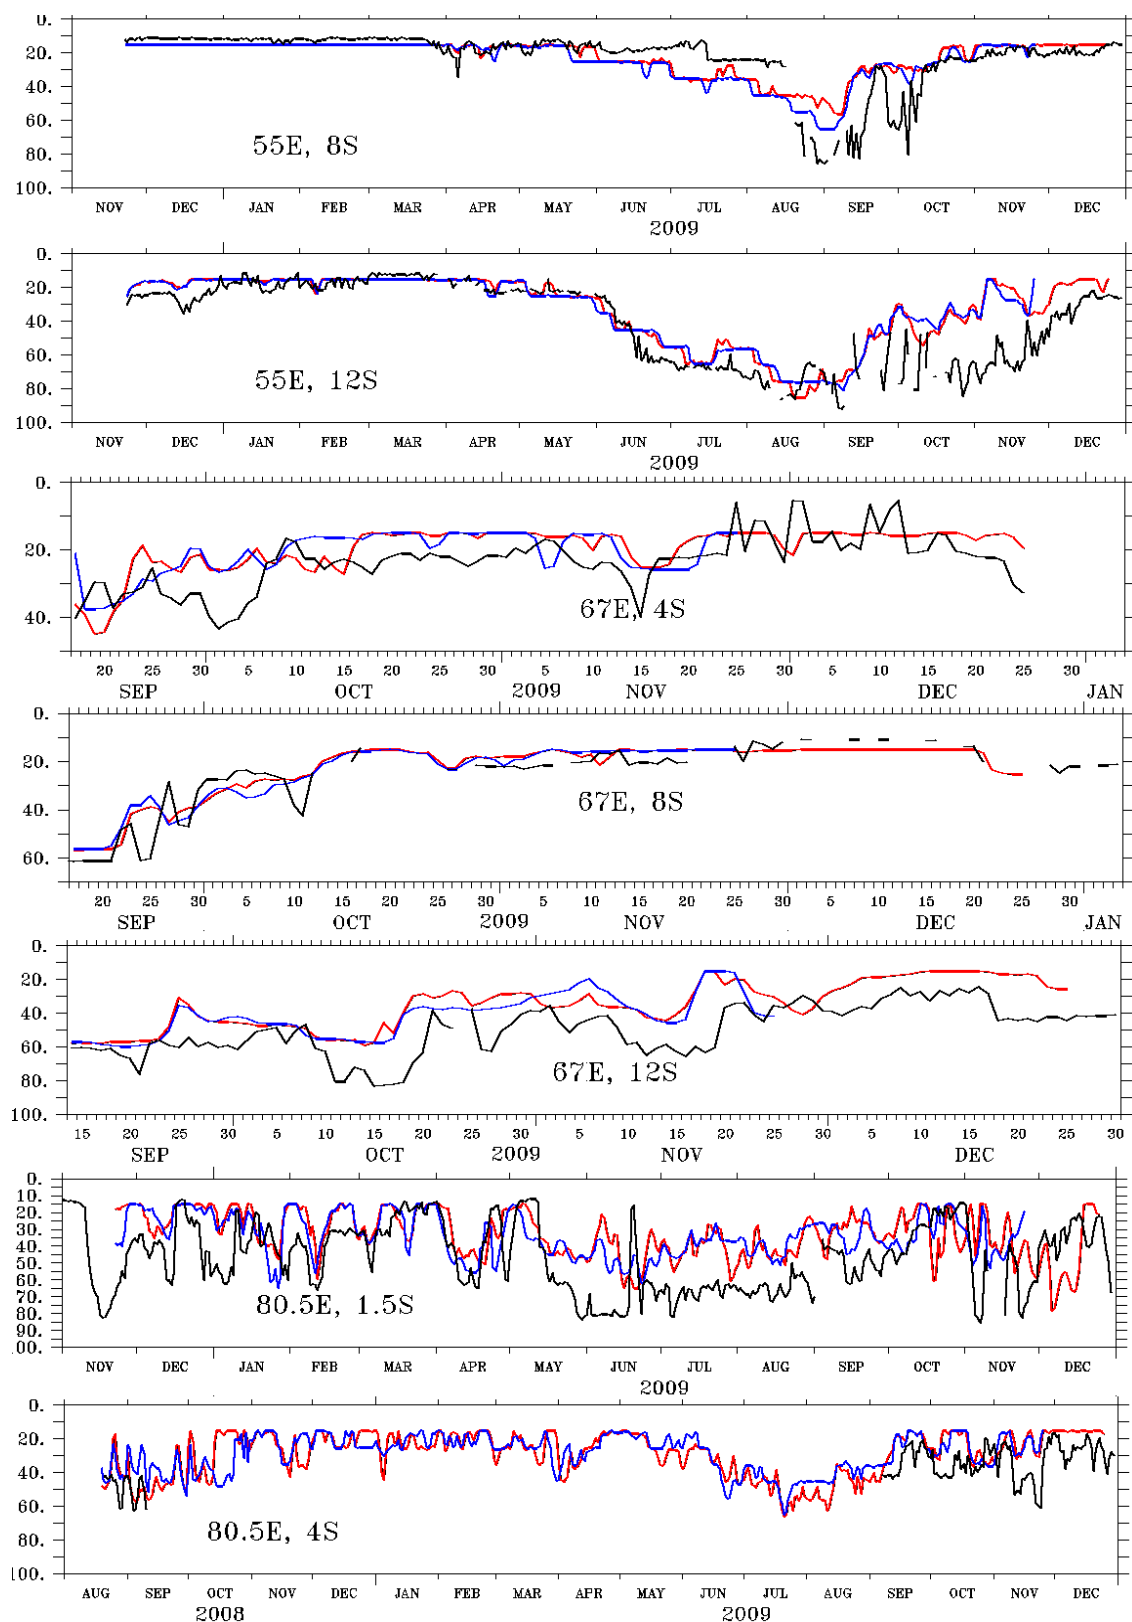 0.
20.
40.
60.
80.
100.
55E, 8S
NOV DEC JAN FEB MAR APR MAY JUN JUL AUG SEP OCT NOV DEC
2009
0.
20.
40.
60.
80.
100.
55E, 12S
NOV DEC JAN FEB MAR APR MAY JUN JUL AUG SEP OCT NOV DEC
2009
0.
20.
40.
67E, 4S
20 25 30 5 10 15 20 25 30 5 10 15 20 25 30 5 10 15 20 25 30
SEP OCT 2009 NOV DEC JAN
0.
20.
40.
60.
67E, 8S
20 25 30 5 10 15 20 25 30 5 10 15 20 25 30 5 10 15 20 25 30
SEP OCT 2009 NOV DEC JAN
0.
20.
40.
60.
80.
100.
67E, 12S
15 20 25 30 5 10 15 20 25 30 5 10 15 20 25 30 5 10 15 20 25 30
SEP OCT 2009 NOV DEC
0.
10.
20.
30.
40.
50.
60.
70.
80.
90.
100.
80.5E, 1.5S
NOV DEC JAN FEB MAR APR MAY JUN JUL AUG SEP OCT NOV DEC
2009
0.
20.
40.
60.
80.
100.
80.5E, 4S
AUG SEP OCT NOV DEC JAN FEB MAR APR MAY JUN JUL AUG SEP OCT NOV DEC
2008 2009